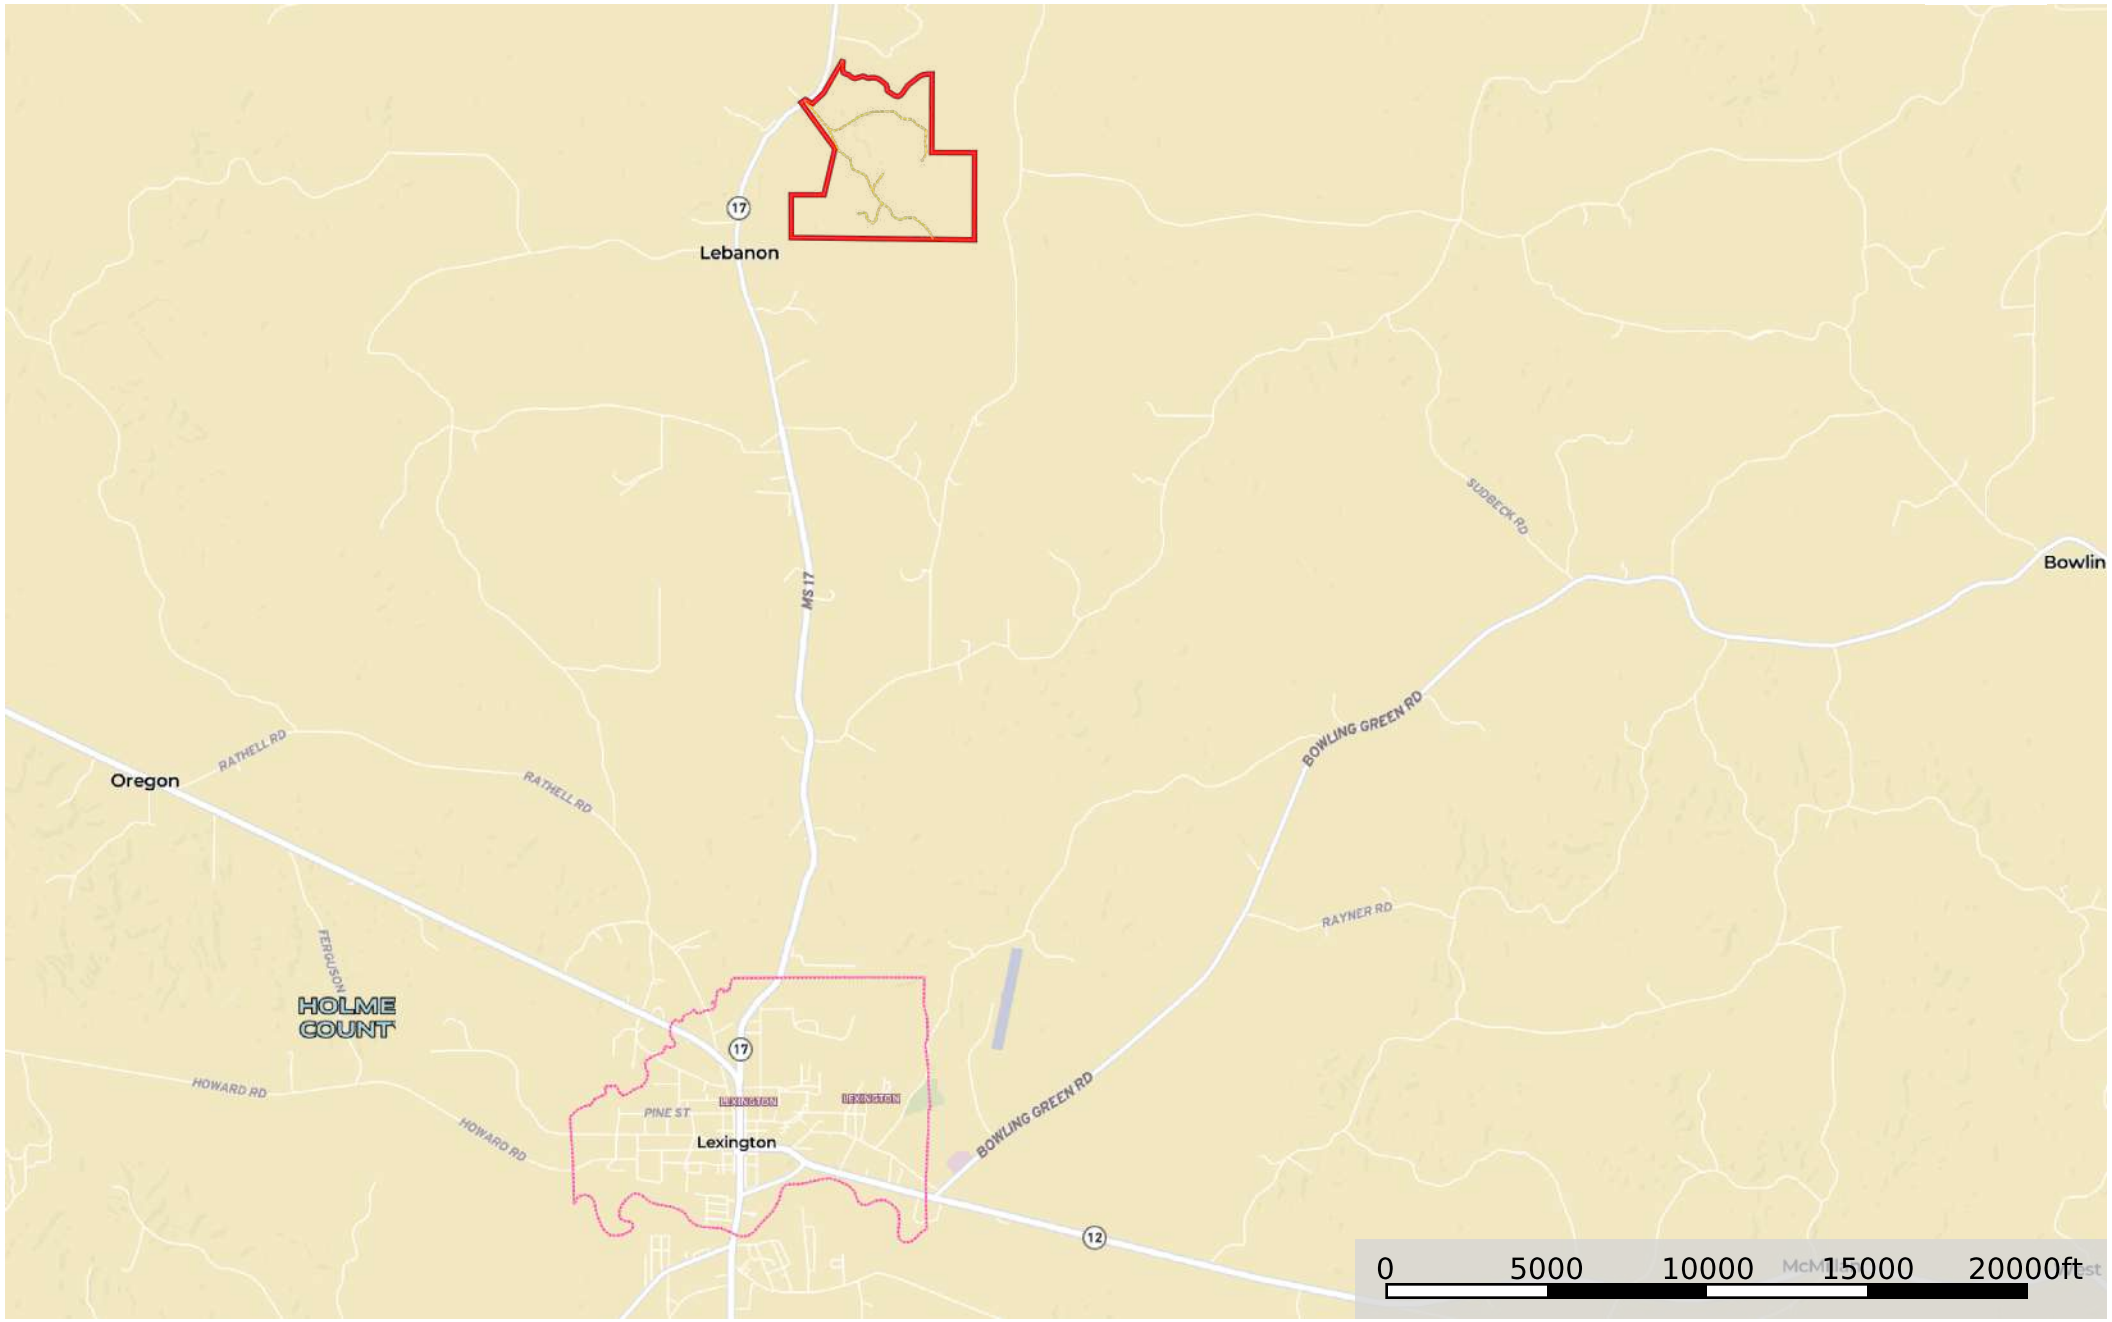 17
Lebanon
SUDBECK RD
Bowlin
MS 17
BOWLING GREEN RD
RATHELL RD
Oregon
RATHELL RD
RAYNER RD
FERGUSON
HOLME
COUNT
17
HOWARD RD
LEXINGTON
LEXINGTON
PINE ST
BOWLING GREEN RD
HOWARD RD
Lexington
12
0 5000 10000 15000 20000ft